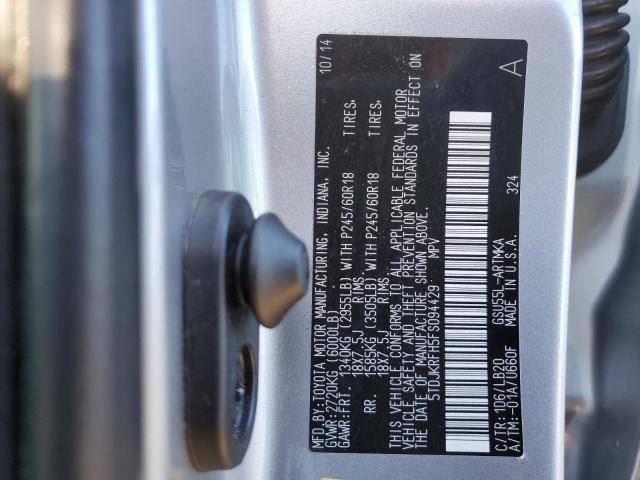 MFD.BY:TOYOTA MOTOR MANUFACTURING, INDIANA, INC. 10/14
GVWR:2720KG (6000LB)
GAWR:FRT. 1340KG (2955LB) WITH P245/60R18 TIRES,
18X7.5J RIMS.
RR. 1585KG (3505LB) WITH P245/60R18 TIRES,
18X7.5J RIMS.
THIS VEHICLE CONFORMS TO ALL APPLICABLE FEDERAL MOTOR
VEHICLE SAFETY AND THEFT PREVENTION STANDARDS IN EFFECT ON
THE DATE OF MANUFACTURE SHOWN ABOVE.
5TDJKRFH5FS094429 MPV A
C/TR:1D6/LB20 GSU55L-ARTMKA
A/TM:-01A/U660F MADE IN U.S.A. 324